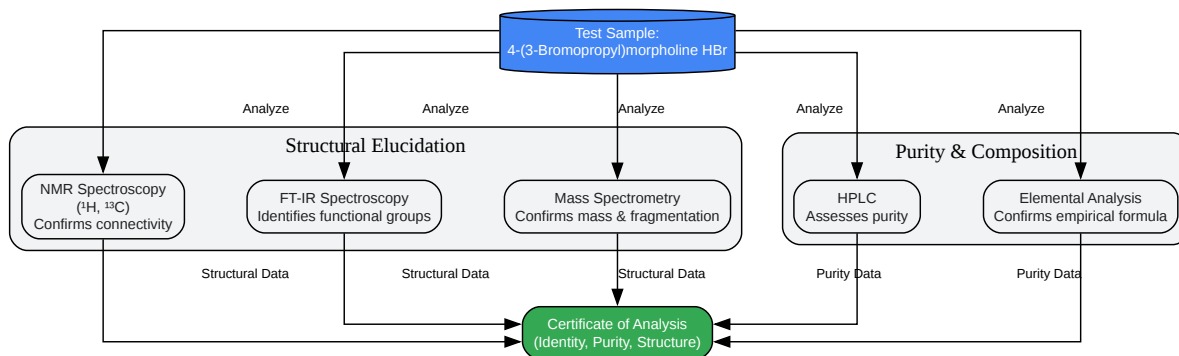 Test Sample:
4-(3-Bromopropyl)morpholine HBr
Analyze
Analyze
Analyze
Analyze
Analyze
Structural Elucidation
Purity & Composition
NMR Spectroscopy
(¹H, ¹³C)
Confirms connectivity
FT-IR Spectroscopy
Identifies functional groups
Mass Spectrometry
Confirms mass & fragmentation
HPLC
Assesses purity
Elemental Analysis
Confirms empirical formula
Structural Data
Structural Data
Structural Data
Purity Data
Purity Data
Certificate of Analysis
(Identity, Purity, Structure)